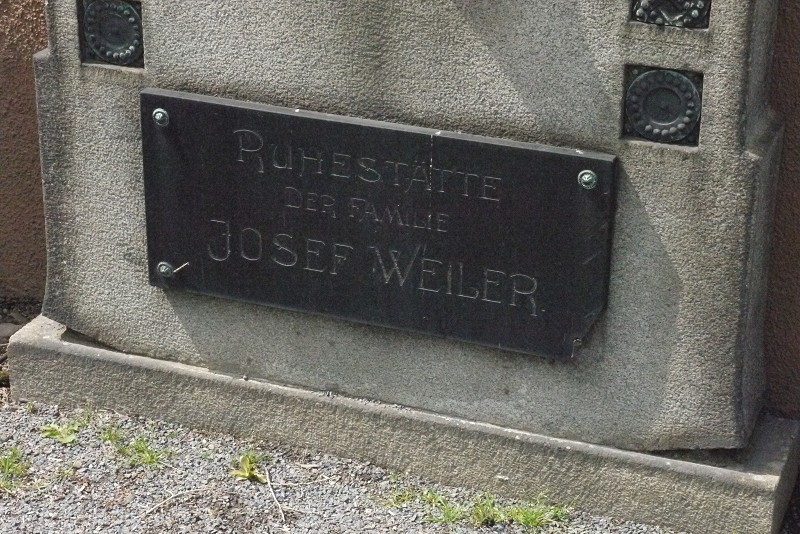 RUHESTÄTTE
DER FAMILIE
JOSEF WEILER.